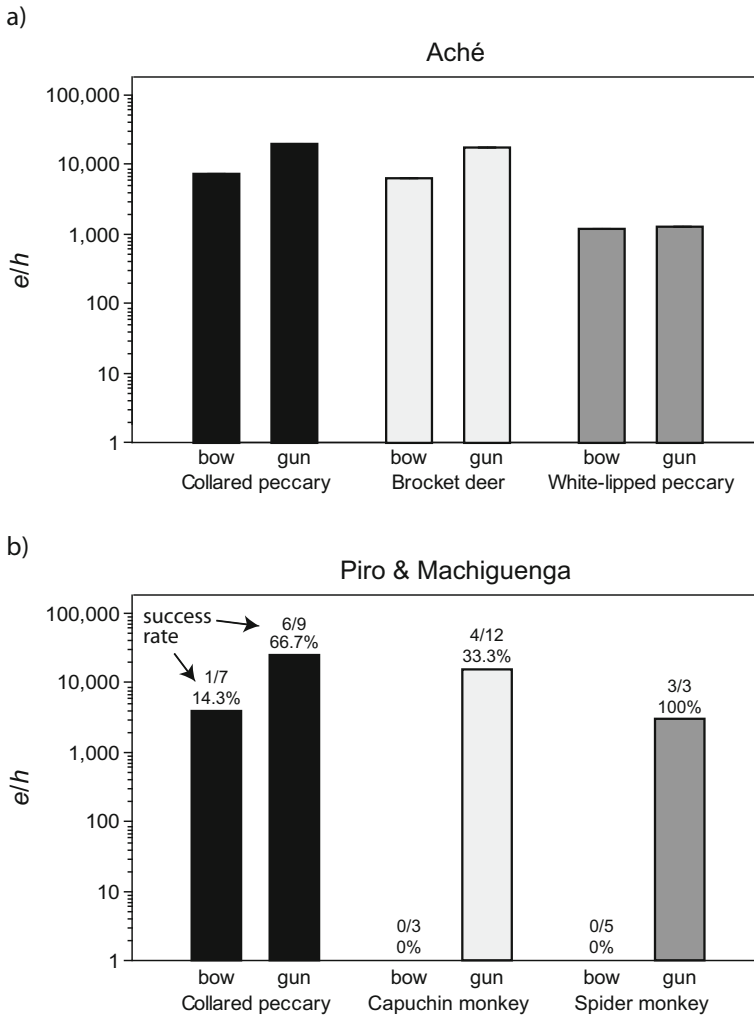 a)
Aché
100,000
10,000
1,000
100
10
1
e/h
bow gun bow gun bow gun
Collared peccary Brocket deer White-lipped peccary
b)
Piro & Machiguenga
100,000
10,000
1,000
100
10
1
e/h
success
rate
1/7
14.3%
6/9
66.7%
0/3
0%
4/12
33.3%
0/5
0%
3/3
100%
bow gun bow gun bow gun
Collared peccary Capuchin monkey Spider monkey